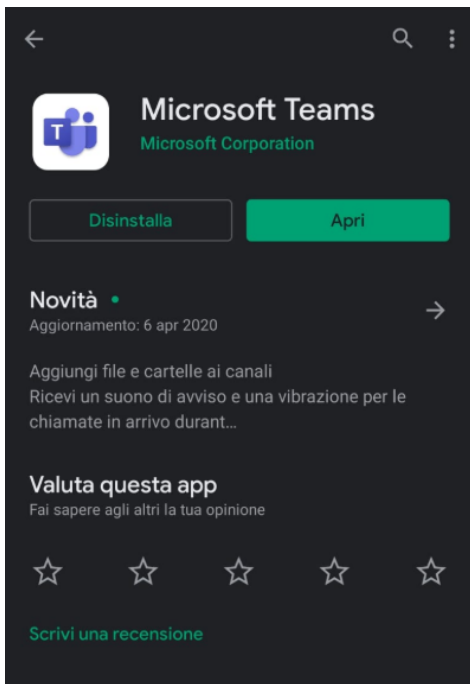 Microsoft Teams
T
Microsoft Corporation
Disinstalla
Apri
Novità •
Aggiornamento: 6 apr 2020
Aggiungi file e cartelle ai canali
Ricevi un suono di avviso e una vibrazione per le
chiamate in arrivo durant...
Valuta questa app
Fai sapere agli altri la tua opinione
Scrivi una recensione